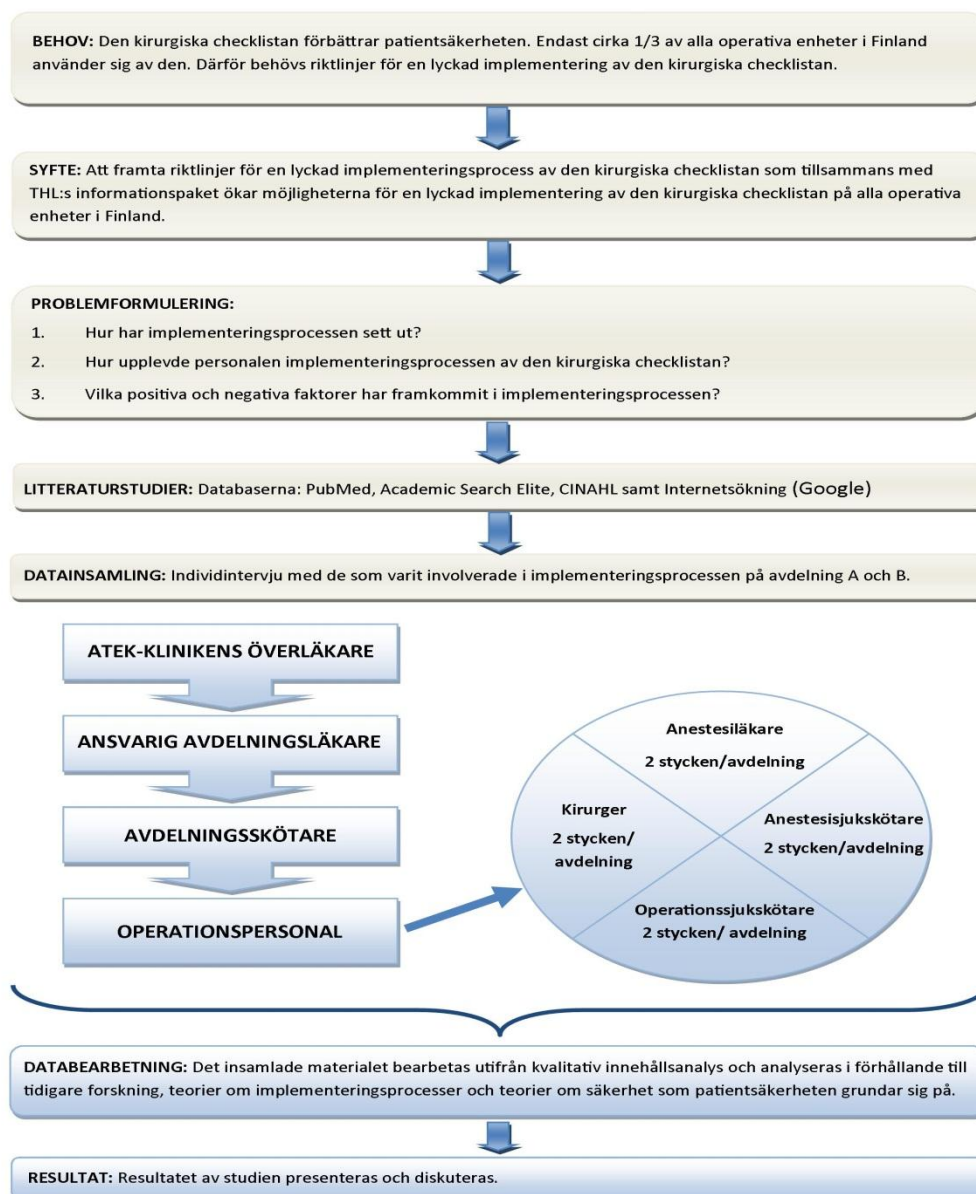 BEHOV: Den kirurgiska checklistan förbättrar patientsäkerheten. Endast cirka 1/3 av alla operativa enheter i Finland
använder sig av den. Därför behövs riktlinjer för en lyckad implementering av den kirurgiska checklistan.
SYFTE: Att framta riktlinjer för en lyckad implementeringsprocess av den kirurgiska checklistan som tillsammans med
THL:s informationspaket ökar möjligheterna för en lyckad implementering av den kirurgiska checklistan på alla operativa
enheter i Finland.
PROBLEMFORMULERING:
1. Hur har implementeringsprocessen sett ut?
2. Hur upplevde personalen implementeringsprocessen av den kirurgiska checklistan?
3. Vilka positiva och negativa faktorer har framkommit i implementeringsprocessen?
LITTERATURSTUDIER: Databaserna: PubMed, Academic Search Elite, CINAHL samt Internetsökning (Google)
DATAINSAMLING: Individintervju med de som varit involverade i implementeringsprocessen på avdelning A och B.
ATEK-KLINIKENS ÖVERLÄKARE
ANSVARIG AVDELNINGSLÄKARE
AVDELNINGSSKÖTARE
OPERATIONSPERSONAL
Anestesiläkare
2 stycken/avdelning
Kirurger
2 stycken/
avdelning
Anestesisjukskötare
2 stycken/avdelning
Operationssjukskötare
2 stycken/ avdelning
DATABEARBETNING: Det insamlade materialet bearbetas utifrån kvalitativ innehållsanalys och analyseras i förhållande till
tidigare forskning, teorier om implementeringsprocesser och teorier om säkerhet som patientsäkerheten grundar sig på.
RESULTAT: Resultatet av studien presenteras och diskuteras.